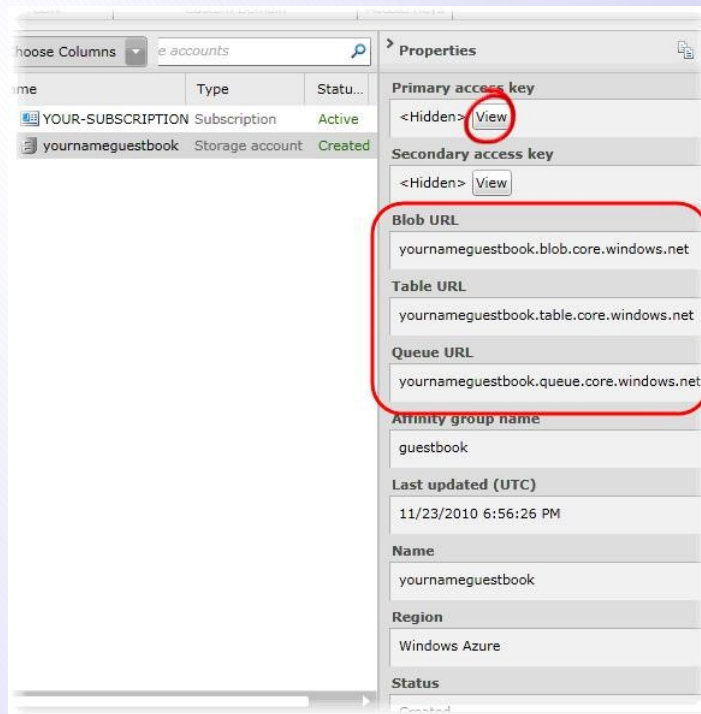 Choose Columns
e accounts
Properties
me
Type
Statu...
YOUR-SUBSCRIPTION Subscription Active
yournameguestbook Storage account Created
Primary access key
<Hidden> View
Secondary access key
<Hidden> View
Blob URL
yournameguestbook.blob.core.windows.net
Table URL
yournameguestbook.table.core.windows.net
Queue URL
yournameguestbook.queue.core.windows.net
Affinity group name
guestbook
Last updated (UTC)
11/23/2010 6:56:26 PM
Name
yournameguestbook
Region
Windows Azure
Status
Created